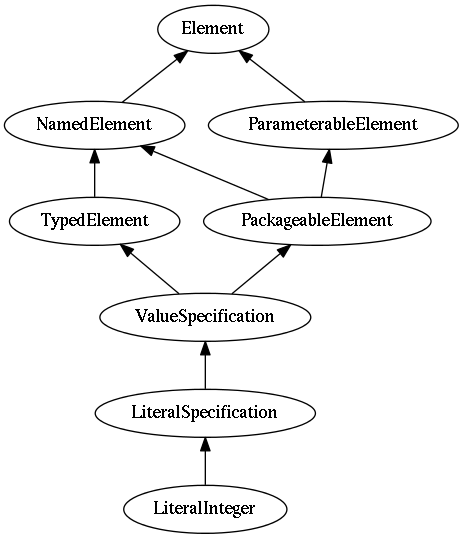 Element
NamedElement
ParameterableElement
TypedElement
PackageableElement
ValueSpecification
LiteralSpecification
LiteralInteger